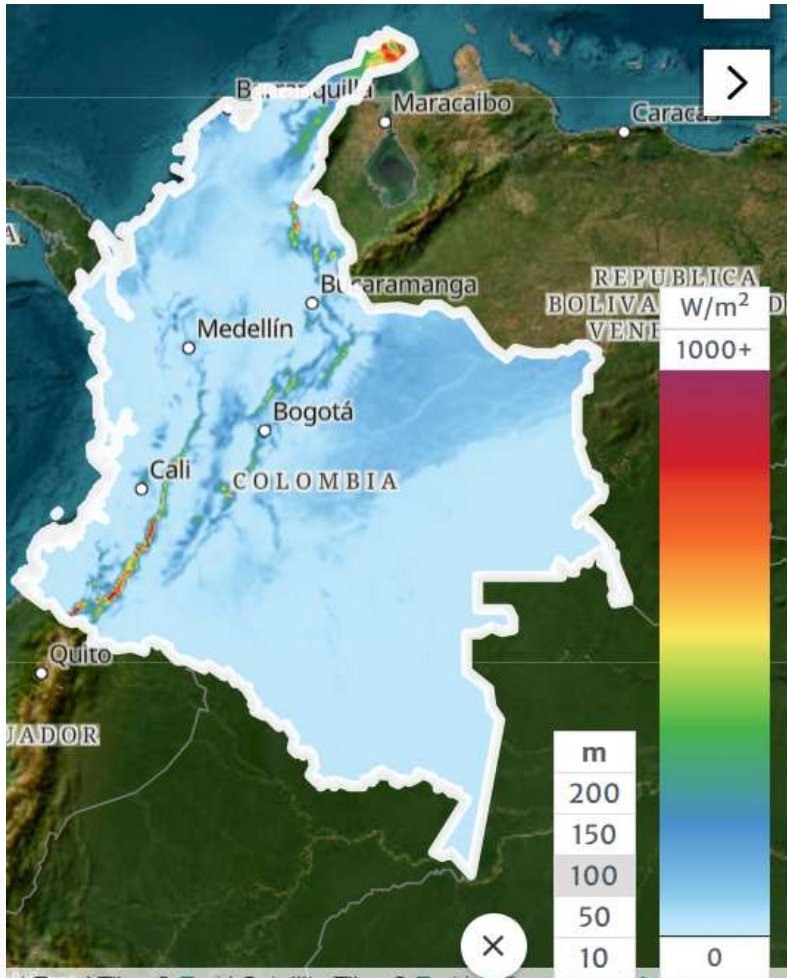 Barranquilla
Maracaibo
Caracas
REPUBLICA
Bucaramanga
BOLIVA
VENE
W/m²
1000+
Medellín
Bogotá
Cali
COLOMBIA
Quito
UADOR
m
200
150
100
50
10
0